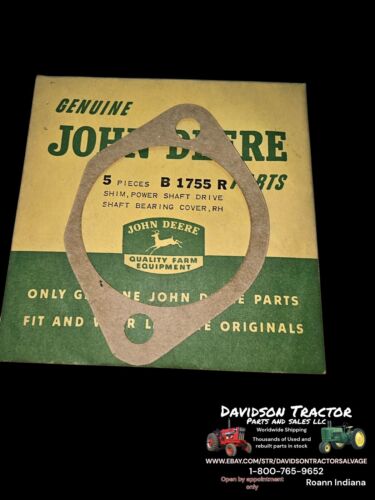 GENUINE
JOHN DEERE
5 PIECES B 1755 R PARTS
SHIM, POWER SHAFT DRIVE
SHAFT BEARING COVER, RH
JOHN DEERE
QUALITY FARM
EQUIPMENT
ONLY GENUINE JOHN DEERE PARTS
FIT AND WEAR LIKE THE ORIGINALS
DAVIDSON TRACTOR
PARTS AND SALES LLC
Worldwide Shipping
Thousands of Used and
rebuilt parts in stock
WWW.EBAY.COM/STR/DAVIDSONTRACTORSALVAGE
1-800-765-9652
Open by appointment
only
Roann Indiana